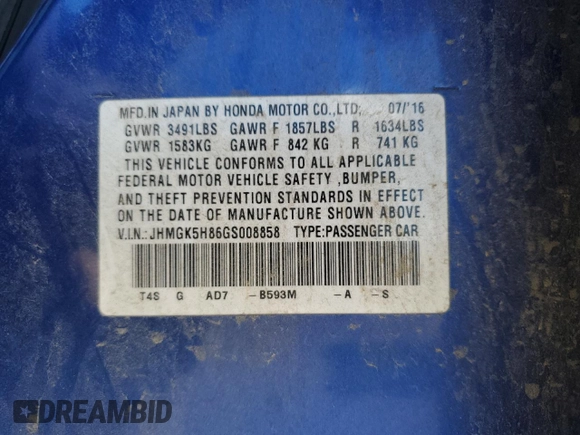 MFD.IN JAPAN BY HONDA MOTOR CO.,LTD; 07/'16
GVWR 3491LBS GAWR F 1857LBS R 1634LBS
GVWR 1583KG GAWR F 842 KG R 741 KG
THIS VEHICLE CONFORMS TO ALL APPLICABLE
FEDERAL MOTOR VEHICLE SAFETY ,BUMPER,
AND THEFT PREVENTION STANDARDS IN EFFECT
ON THE DATE OF MANUFACTURE SHOWN ABOVE.
V.I.N.:JHMGK5H86GS008858 TYPE:PASSENGER CAR
T4S G AD7 -B593M -A -S
DREAMBID